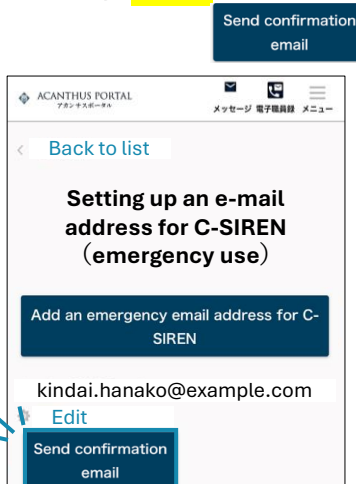 Send confirmation
email
ACANTHUS PORTAL
アカンサスポータル
メッセージ 電子職員録 メニュー
Back to list
Setting up an e-mail
address for C-SIREN
（emergency use）
Add an emergency email address for C-
SIREN
kindai.hanako@example.com
Edit
Send confirmation
email